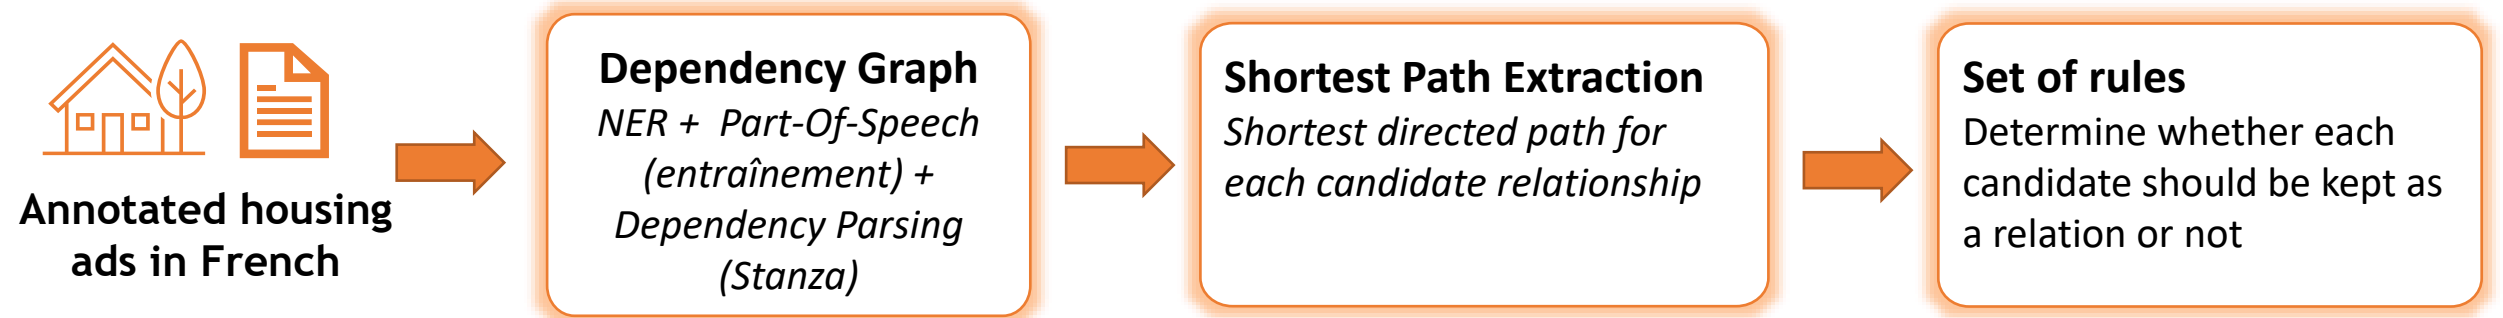 Annotated housing
ads in French
Dependency Graph
NER + Part-Of-Speech
(entraînement) +
Dependency Parsing
(Stanza)
Shortest Path Extraction
Shortest directed path for
each candidate relationship
Set of rules
Determine whether each
candidate should be kept as
a relation or not